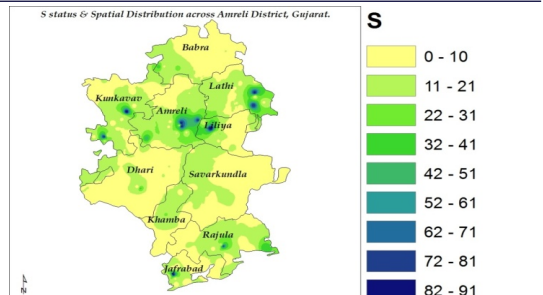 S status & Spatial Distribution across Amreli District, Gujarat.
S
0 - 10
11 - 21
22 - 31
32 - 41
42 - 51
52 - 61
62 - 71
72 - 81
82 - 91
Babra
Lathi
Kunkavav
Amreli
Liliya
Dhari
Savarkundla
Khamba
Rajula
Jafrabad